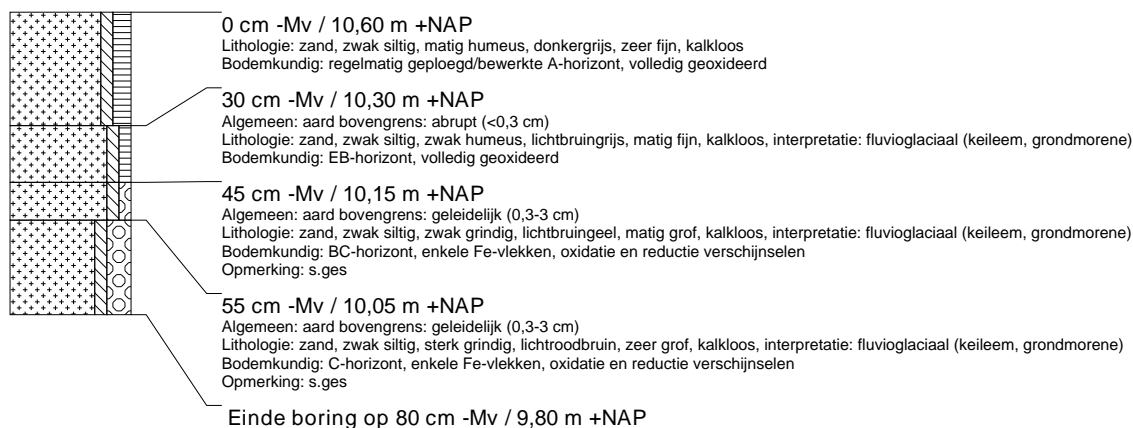 0 cm -Mv / 10,60 m +NAP
Lithologie: zand, zwak siltig, matig humeus, donkergrijs, zeer fijn, kalkloos
Bodemkundig: regelmatig geploegd/bewerkte A-horizont, volledig geoxideerd
30 cm -Mv / 10,30 m +NAP
Algemeen: aard bovengrens: abrupt (<0,3 cm)
Lithologie: zand, zwak siltig, zwak humeus, lichtbruingrijs, matig fijn, kalkloos, interpretatie: fluvioglaciaal (keileem, grondmorene)
Bodemkundig: EB-horizont, volledig geoxideerd
45 cm -Mv / 10,15 m +NAP
Algemeen: aard bovengrens: geleidelijk (0,3-3 cm)
Lithologie: zand, zwak siltig, zwak grindig, lichtbruingeel, matig grof, kalkloos, interpretatie: fluvioglaciaal (keileem, grondmorene)
Bodemkundig: BC-horizont, enkele Fe-vlekken, oxidatie en reductie verschijnselen
Opmerking: s.ges
55 cm -Mv / 10,05 m +NAP
Algemeen: aard bovengrens: geleidelijk (0,3-3 cm)
Lithologie: zand, zwak siltig, sterk grindig, lichtroodbruin, zeer grof, kalkloos, interpretatie: fluvioglaciaal (keileem, grondmorene)
Bodemkundig: C-horizont, enkele Fe-vlekken, oxidatie en reductie verschijnselen
Opmerking: s.ges
Einde boring op 80 cm -Mv / 9,80 m +NAP